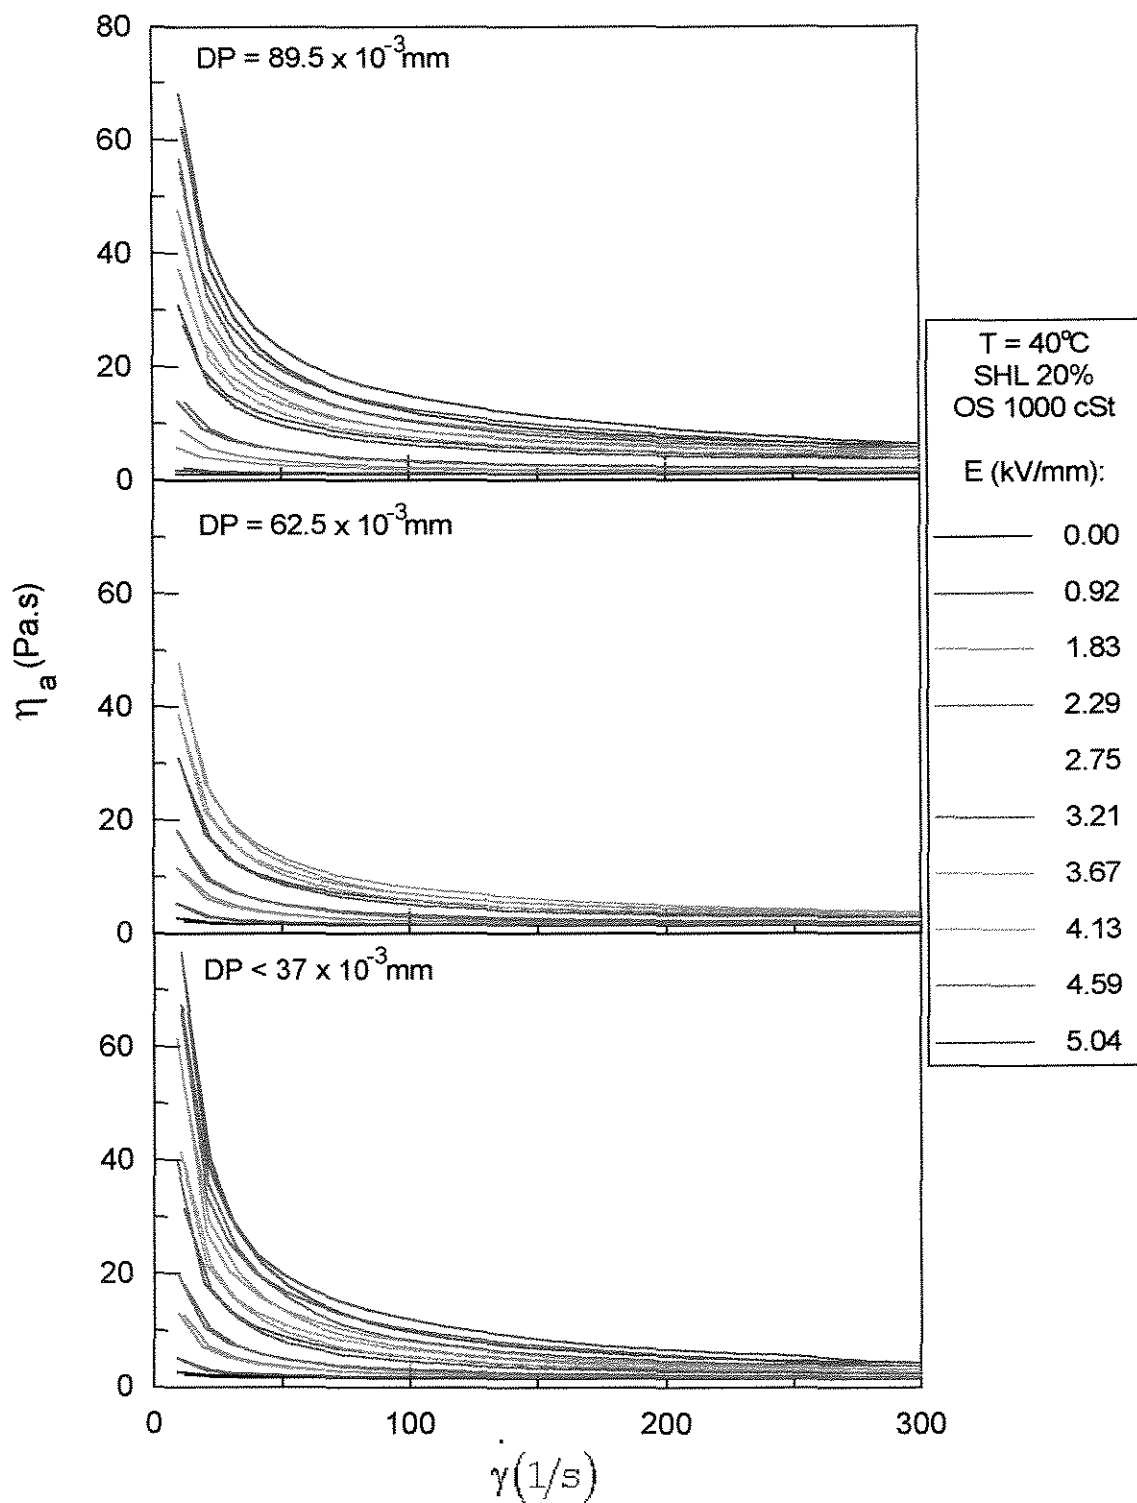 80
DP = 89.5 x 10⁻³mm
60
40
20
0
DP = 62.5 x 10⁻³mm
60
40
20
0
DP < 37 x 10⁻³mm
60
40
20
0
0 100 200 300
ηa (Pa.s)
γ̇(1/s)
T = 40ºC
SHL 20%
OS 1000 cSt
E (kV/mm):
0.00
0.92
1.83
2.29
2.75
3.21
3.67
4.13
4.59
5.04